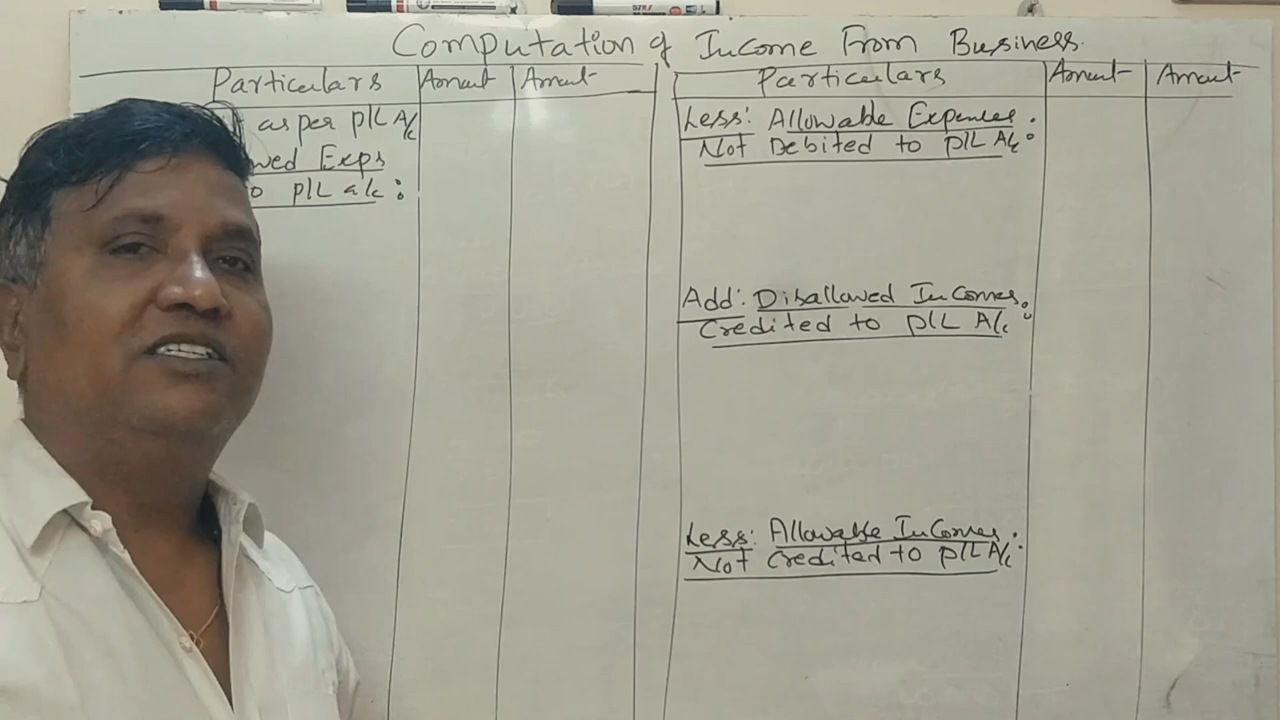 Computation of Income From Business.
Particulars Amount Amount
as per P/L A/c
wed Exps
o P/L a/c :
Particulars Amount Amount
Less: Allowable Expenses.
Not Debited to P/L A/c :
Add: Disallowed Incomes.
Credited to P/L A/c :
Less: Allowable Incomes.
Not Credited to P/L A/c :